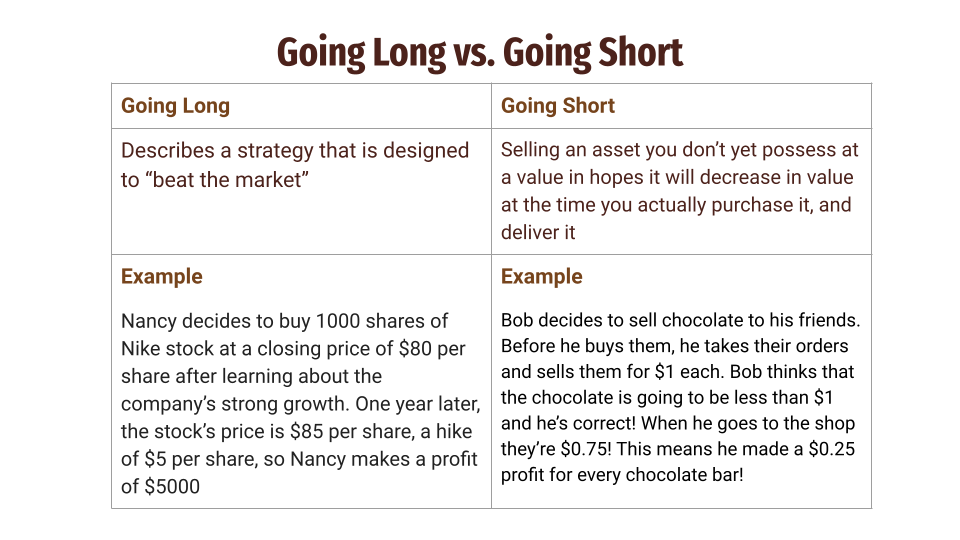 Going Long vs. Going Short
Going Long
Going Short
Describes a strategy that is designed
to “beat the market”
Selling an asset you don’t yet possess at
a value in hopes it will decrease in value
at the time you actually purchase it, and
deliver it
Example
Nancy decides to buy 1000 shares of
Nike stock at a closing price of $80 per
share after learning about the
company’s strong growth. One year later,
the stock’s price is $85 per share, a hike
of $5 per share, so Nancy makes a profit
of $5000
Example
Bob decides to sell chocolate to his friends.
Before he buys them, he takes their orders
and sells them for $1 each. Bob thinks that
the chocolate is going to be less than $1
and he’s correct! When he goes to the shop
they’re $0.75! This means he made a $0.25
profit for every chocolate bar!